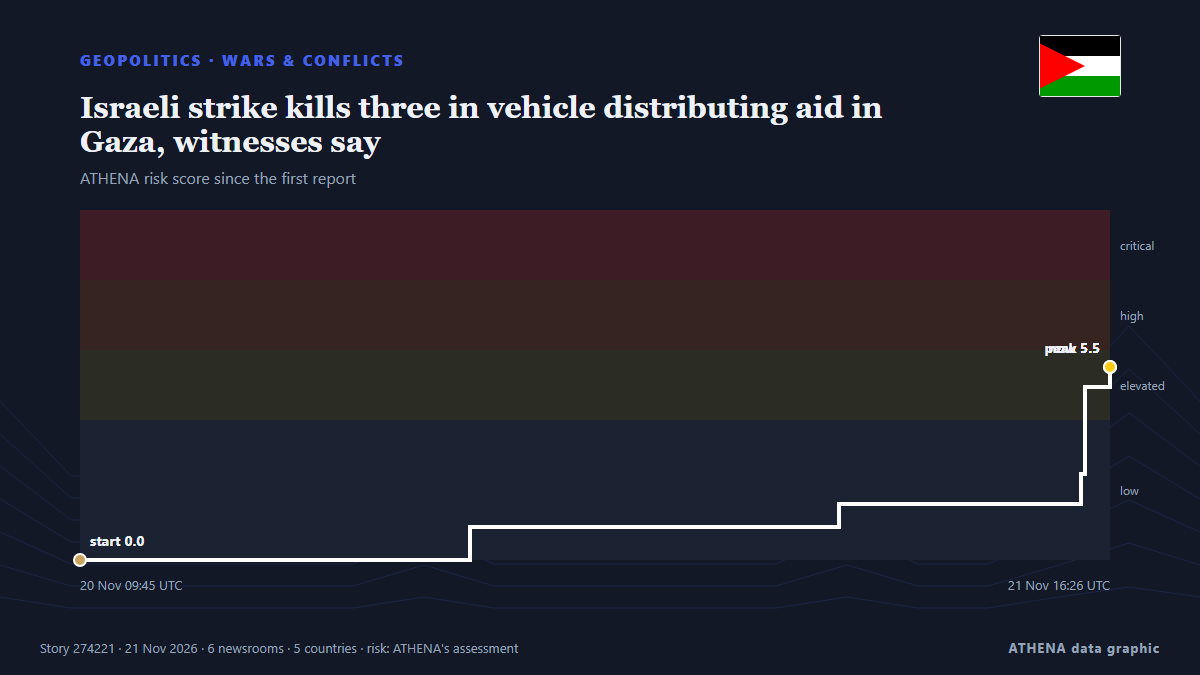 GEOPOLITICS · WARS & CONFLICTS
Israeli strike kills three in vehicle distributing aid in
Gaza, witnesses say
ATHENA risk score since the first report
critical
high
peak 5.5
elevated
low
start 0.0
20 Nov 09:45 UTC
21 Nov 16:26 UTC
Story 274221 · 21 Nov 2026 · 6 newsrooms · 5 countries · risk: ATHENA's assessment
ATHENA data graphic